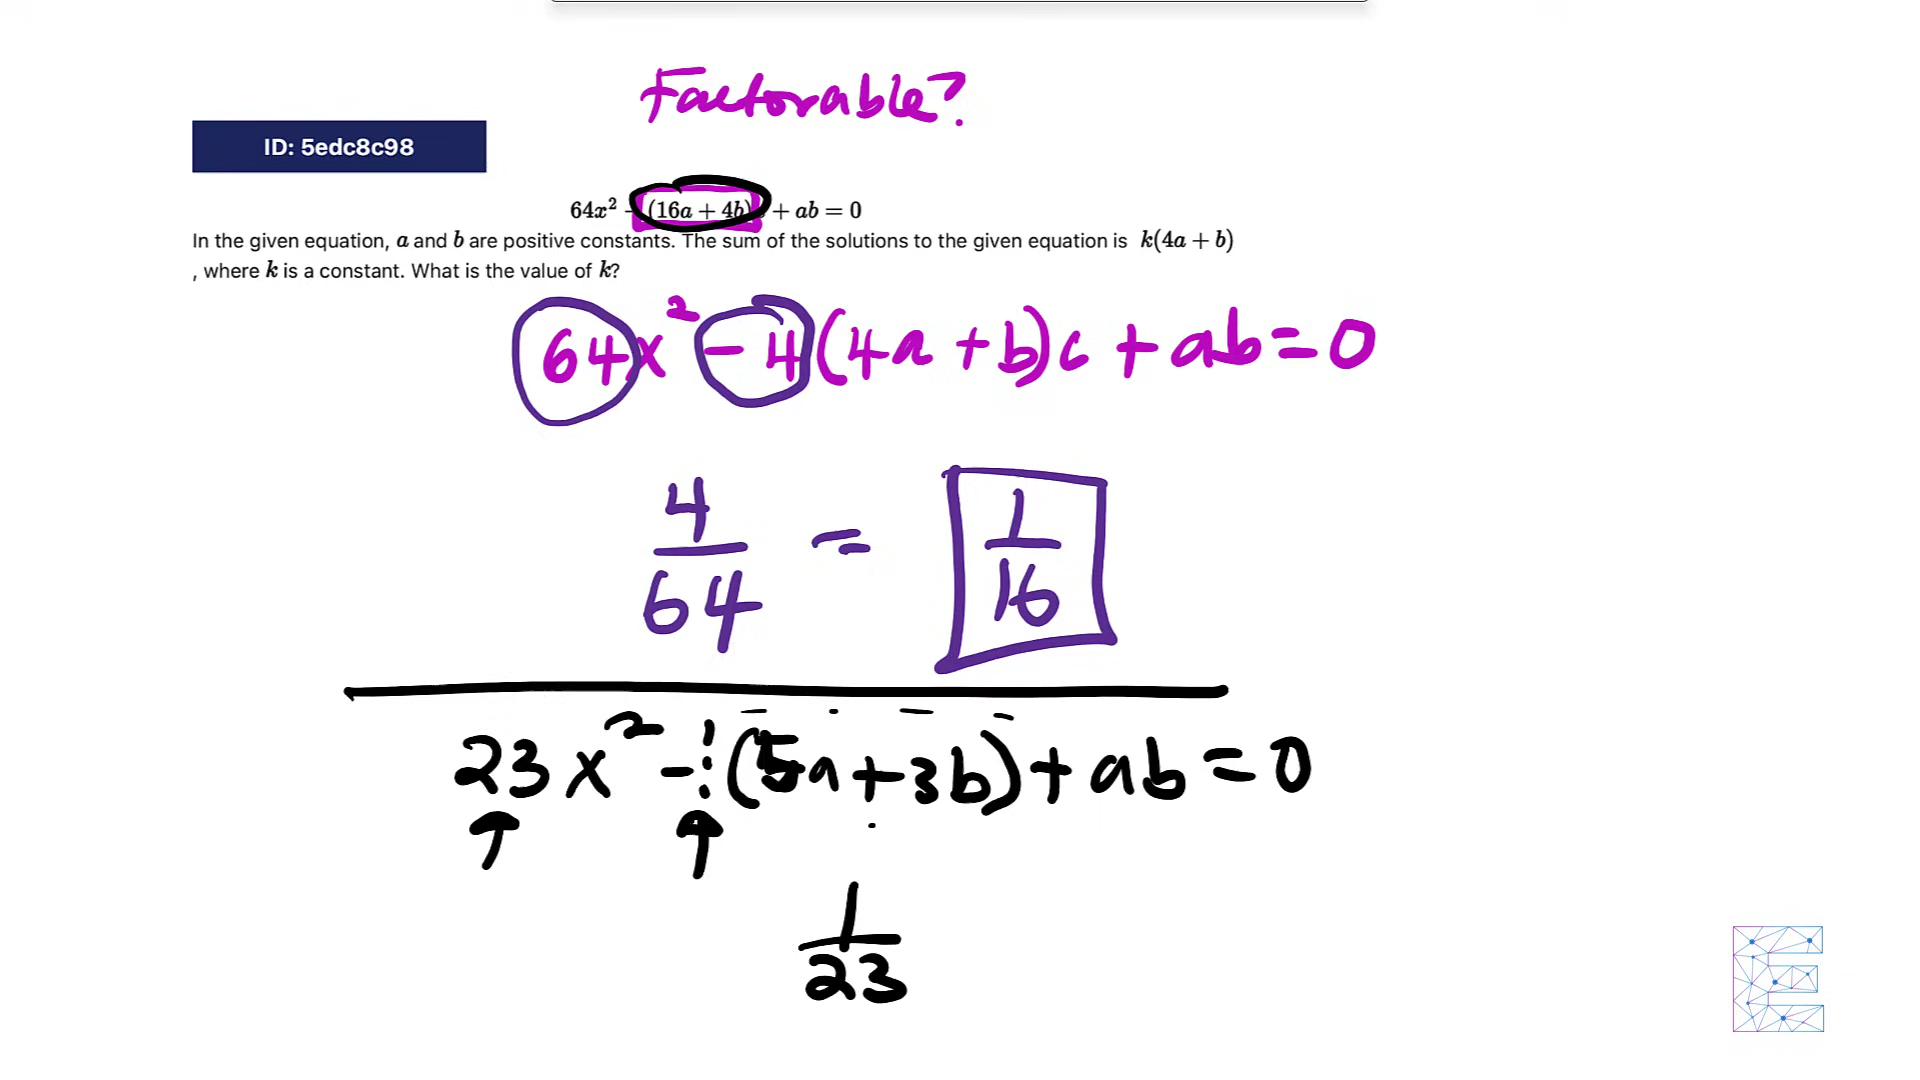 Factorable?
ID: 5edc8c98
64x² - (16a + 4b) + ab = 0
In the given equation, a and b are positive constants. The sum of the solutions to the given equation is k(4a + b)
, where k is a constant. What is the value of k?
64x² - 4(4a + b)c + ab = 0
4/64 = 1/16
23x² - (5a + 3b) + ab = 0
1/23